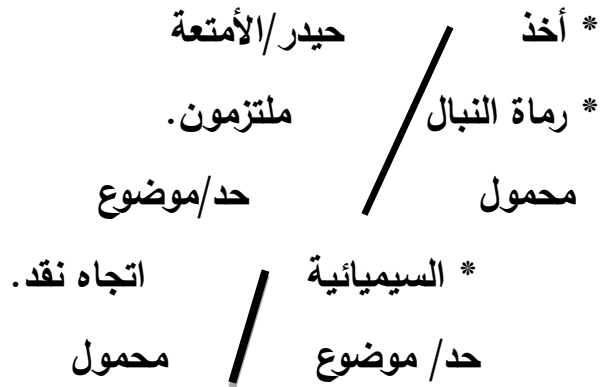 * أخذ حيدر/الأمتعة
* رماة النبال ملتزمون.
محمول حد/موضوع
* السيميائية اتجاه نقد.
حد/ موضوع محمول